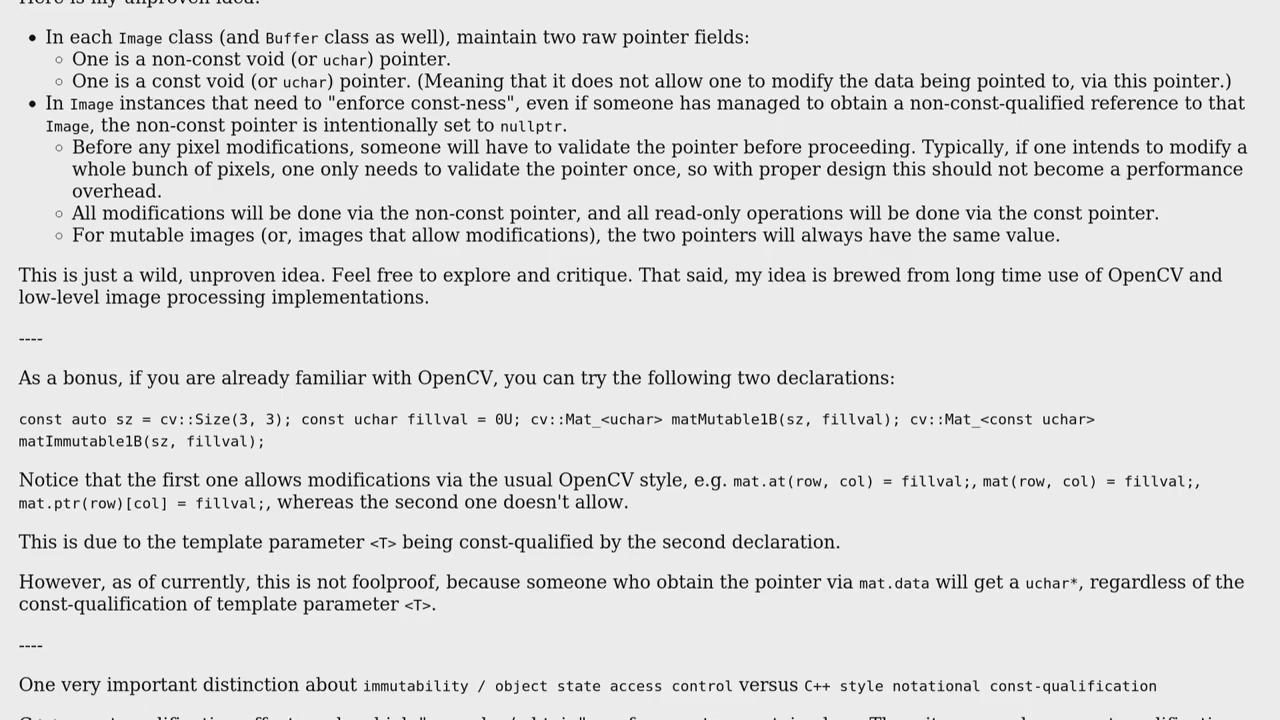 Here is my unproven idea:
• In each Image class (and Buffer class as well), maintain two raw pointer fields:
◦ One is a non-const void (or uchar) pointer.
◦ One is a const void (or uchar) pointer. (Meaning that it does not allow one to modify the data being pointed to, via this pointer.)
• In Image instances that need to "enforce const-ness", even if someone has managed to obtain a non-const-qualified reference to that
Image, the non-const pointer is intentionally set to nullptr.
◦ Before any pixel modifications, someone will have to validate the pointer before proceeding. Typically, if one intends to modify a
whole bunch of pixels, one only needs to validate the pointer once, so with proper design this should not become a performance
overhead.
◦ All modifications will be done via the non-const pointer, and all read-only operations will be done via the const pointer.
◦ For mutable images (or, images that allow modifications), the two pointers will always have the same value.
This is just a wild, unproven idea. Feel free to explore and critique. That said, my idea is brewed from long time use of OpenCV and
low-level image processing implementations.
----
As a bonus, if you are already familiar with OpenCV, you can try the following two declarations:
const auto sz = cv::Size(3, 3); const uchar fillval = 0U; cv::Mat_<uchar> matMutable1B(sz, fillval); cv::Mat_<const uchar>
matImmutable1B(sz, fillval);
Notice that the first one allows modifications via the usual OpenCV style, e.g. mat.at(row, col) = fillval;, mat(row, col) = fillval;,
mat.ptr(row)[col] = fillval;, whereas the second one doesn't allow.
This is due to the template parameter <T> being const-qualified by the second declaration.
However, as of currently, this is not foolproof, because someone who obtain the pointer via mat.data will get a uchar*, regardless of the
const-qualification of template parameter <T>.
----
One very important distinction about immutability / object state access control versus C++ style notational const-qualification